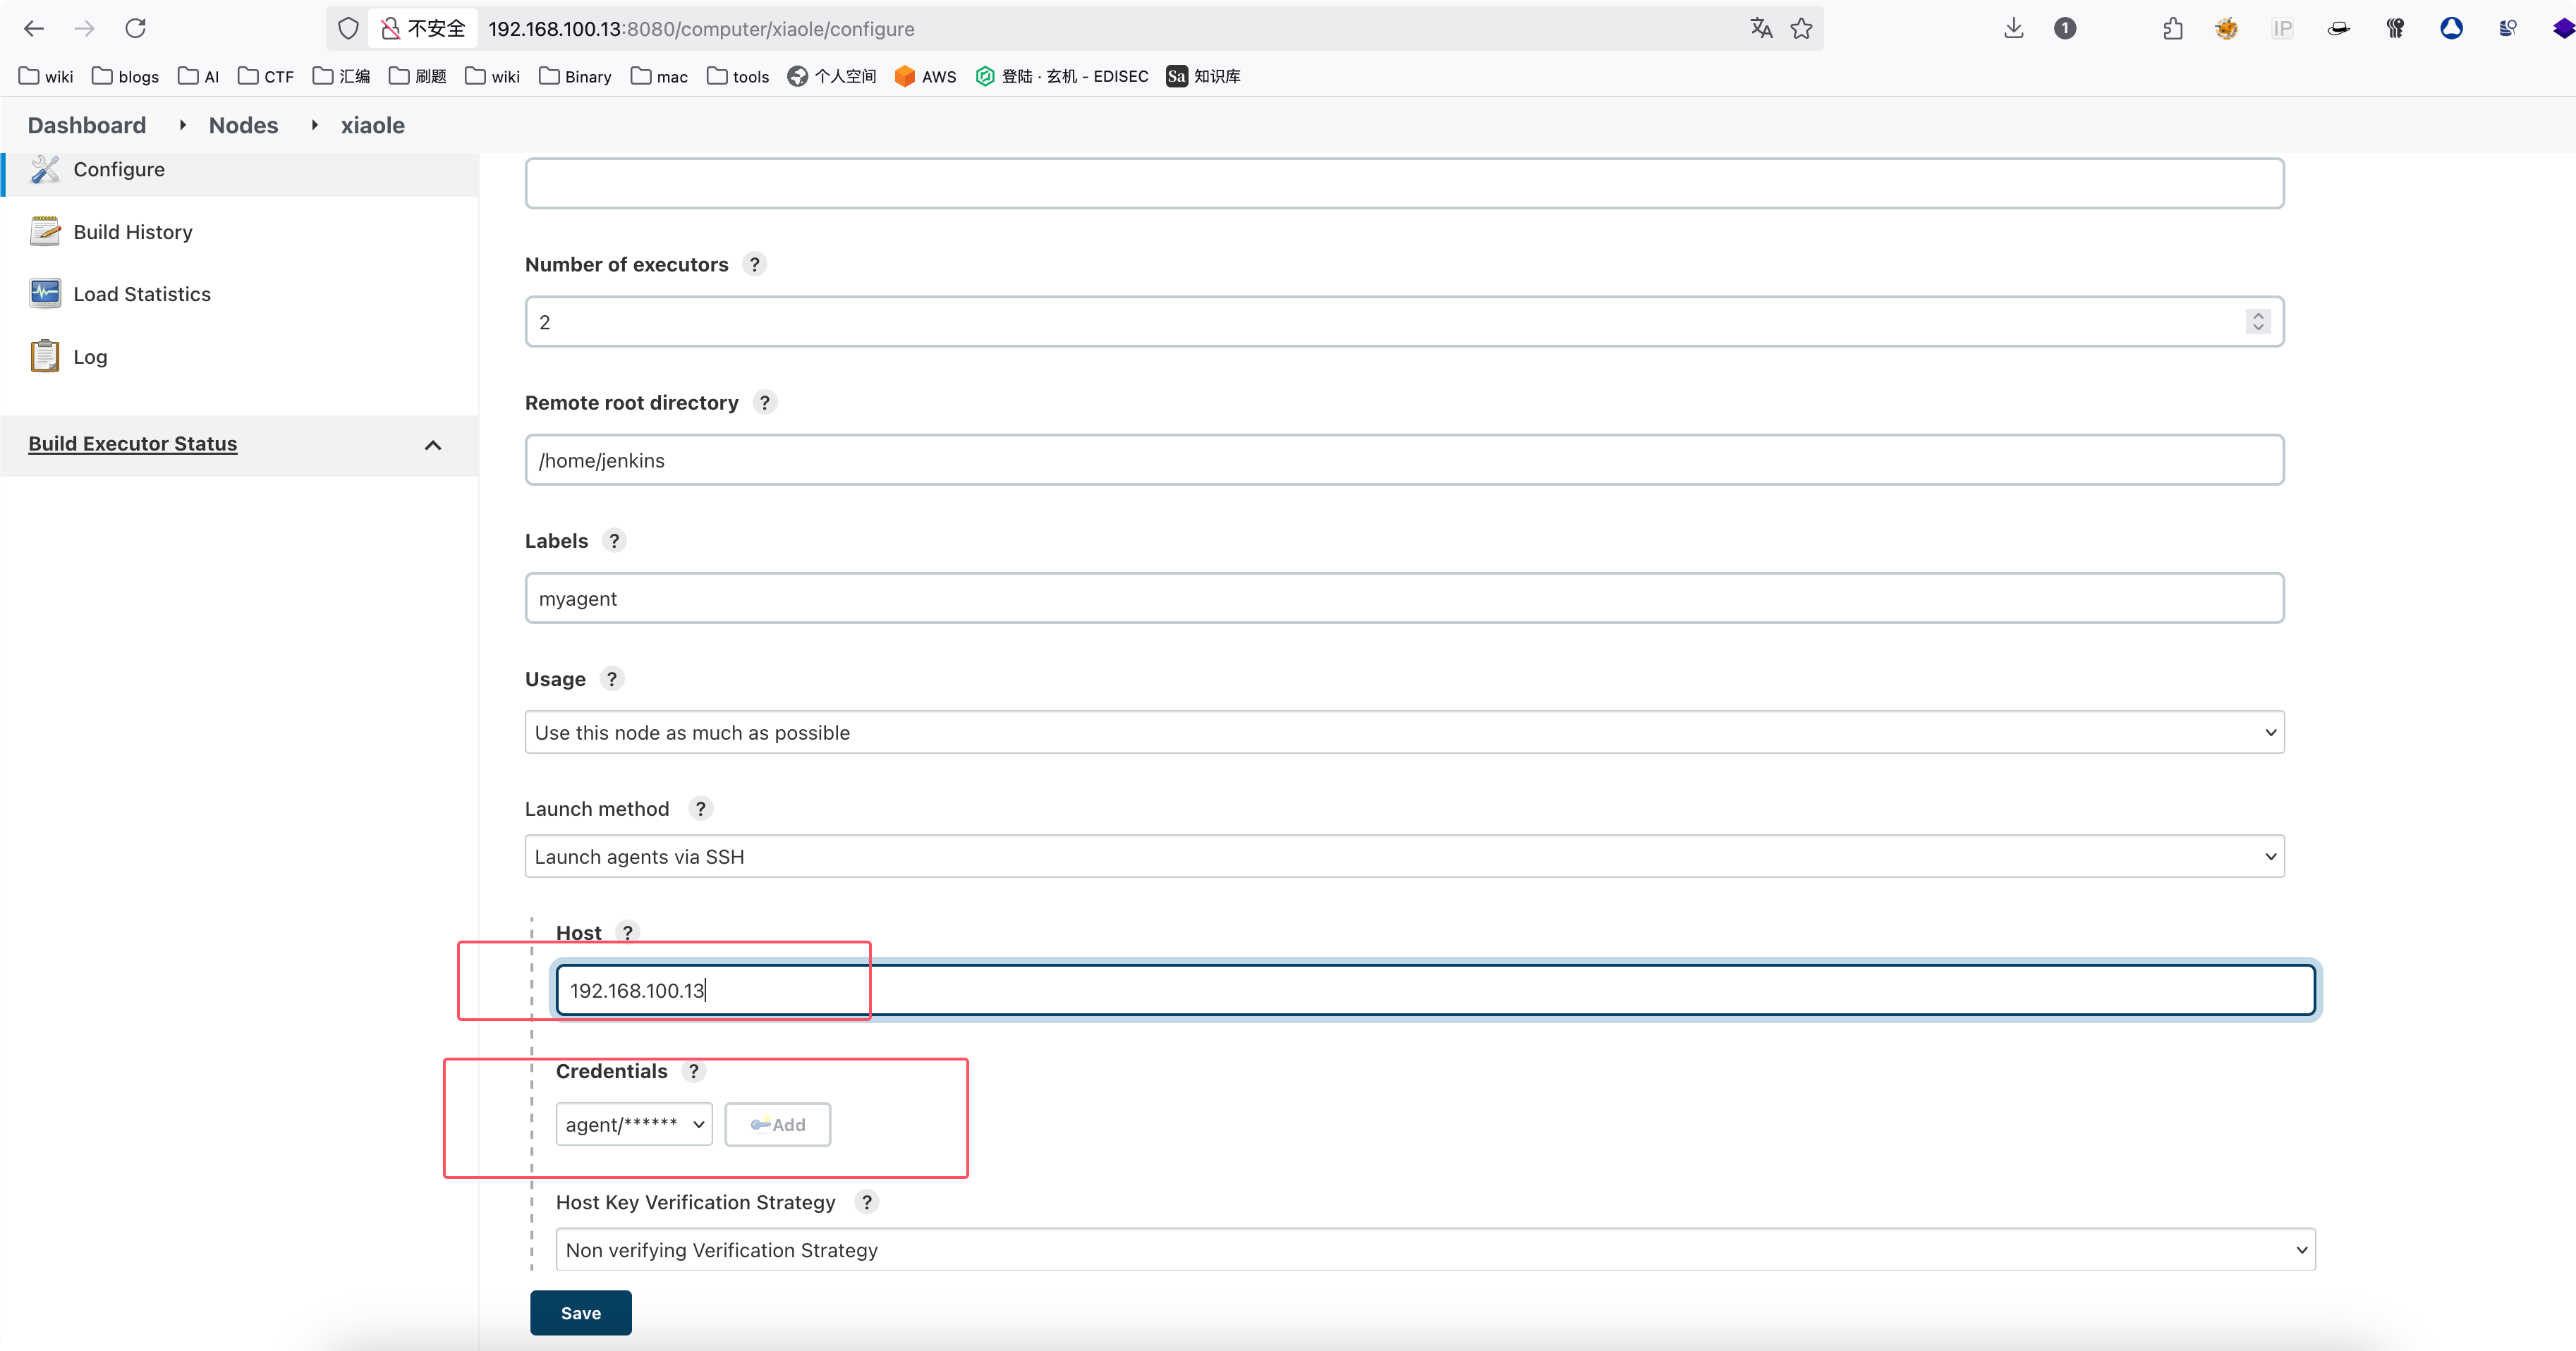 不安全 192.168.100.13:8080/computer/xiaole/configure 1 IP
wiki blogs AI CTF 汇编 刷题 wiki Binary mac tools 个人空间 AWS 登陆 · 玄机 - EDISEC Sa 知识库
Dashboard Nodes xiaole
Configure
Build History
Load Statistics
Log
Build Executor Status
Number of executors ?
2
Remote root directory ?
/home/jenkins
Labels ?
myagent
Usage ?
Use this node as much as possible
Launch method ?
Launch agents via SSH
Host ?
192.168.100.13
Credentials ?
agent/****** Add
Host Key Verification Strategy ?
Non verifying Verification Strategy
Save